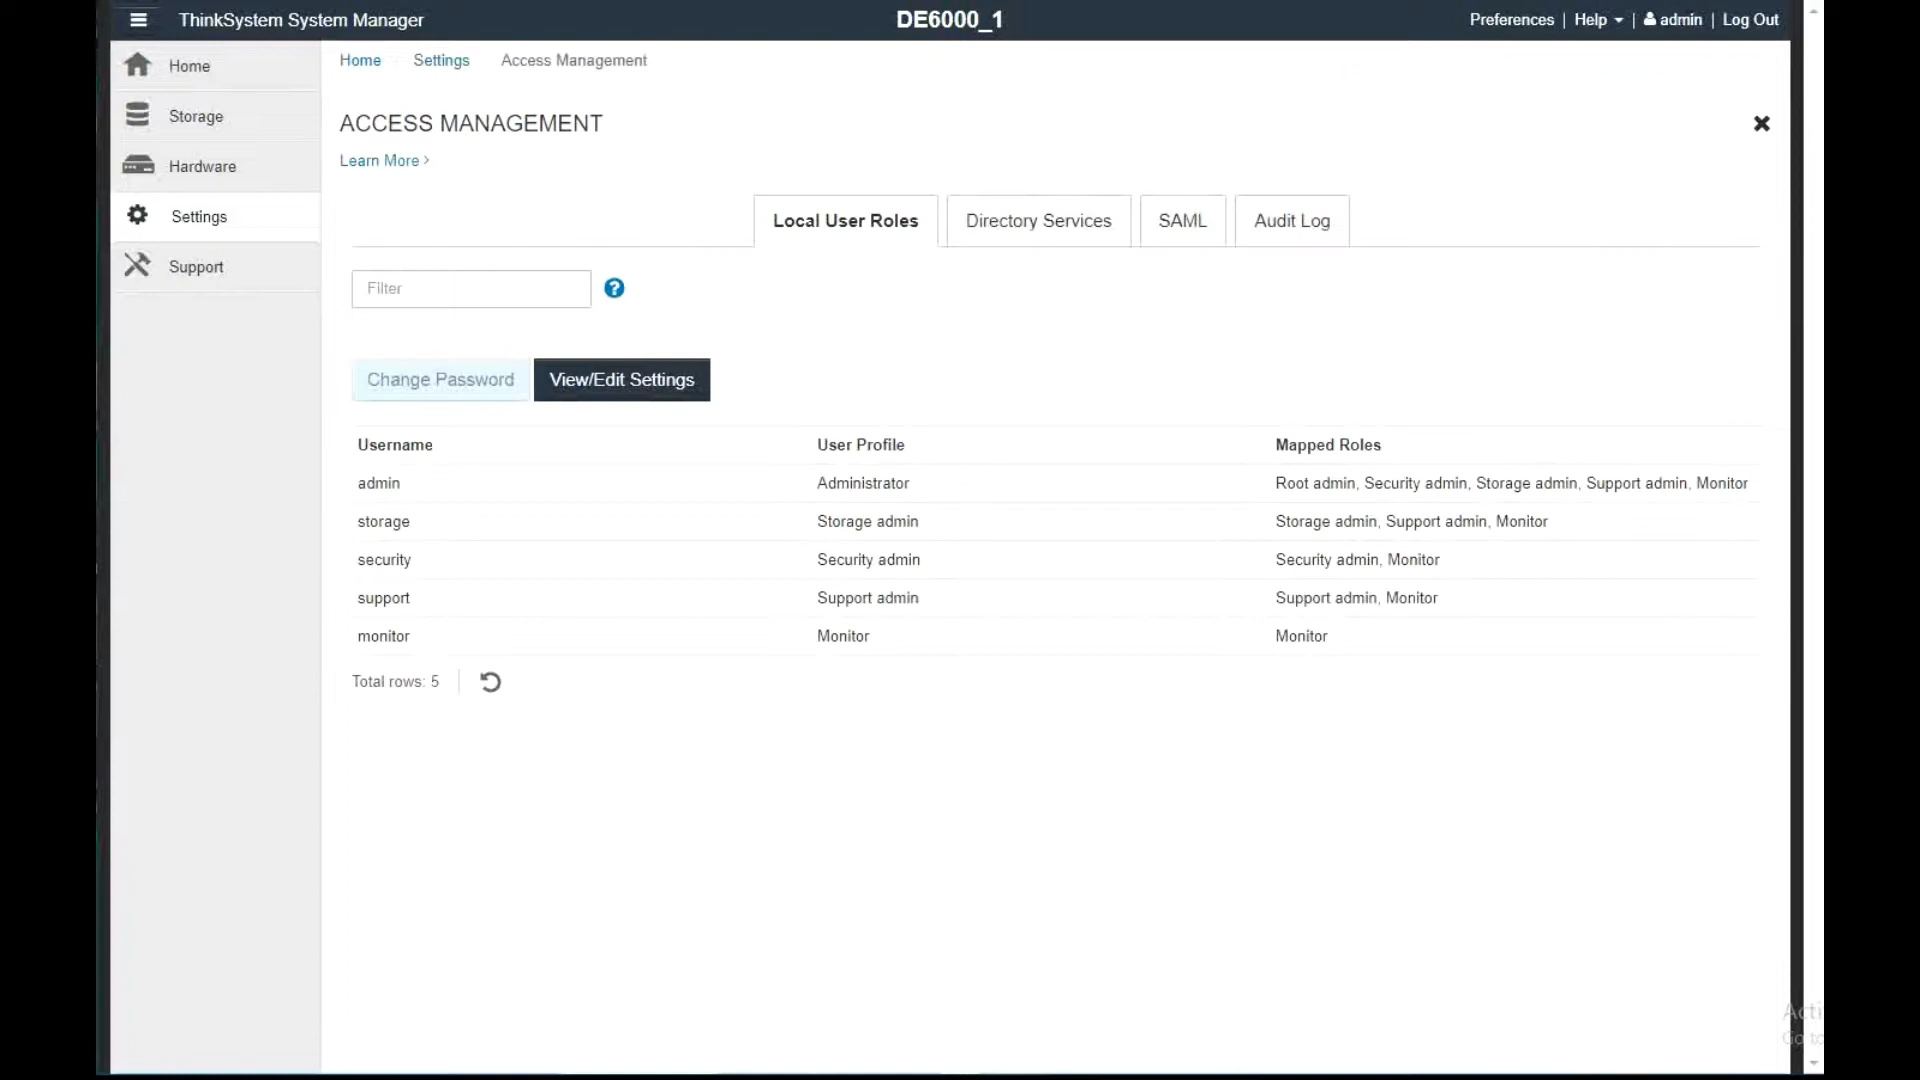 ThinkSystem System Manager
DE6000_1
Preferences | Help | admin | Log Out
Home
Storage
Hardware
Settings
Support
Home Settings Access Management
ACCESS MANAGEMENT
Learn More >
Local User Roles
Directory Services
SAML
Audit Log
Filter
?
Change Password
View/Edit Settings
Username User Profile Mapped Roles
admin Administrator Root admin, Security admin, Storage admin, Support admin, Monitor
storage Storage admin Storage admin, Support admin, Monitor
security Security admin Security admin, Monitor
support Support admin Support admin, Monitor
monitor Monitor Monitor
Total rows: 5
Acti
Go to